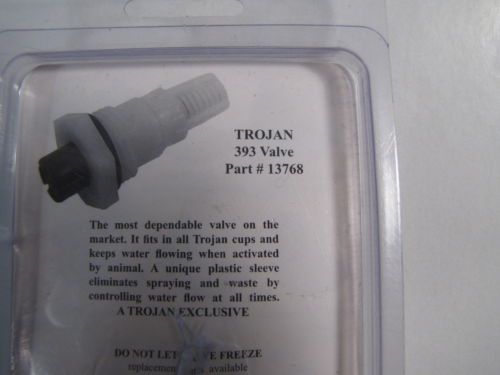 TROJAN
393 Valve
Part # 13768
The most dependable valve on the
market. It fits in all Trojan cups and
keeps water flowing when activated
by animal. A unique plastic sleeve
eliminates spraying and waste by
controlling water flow at all times.
A TROJAN EXCLUSIVE
DO NOT LET FREEZE
replacement available